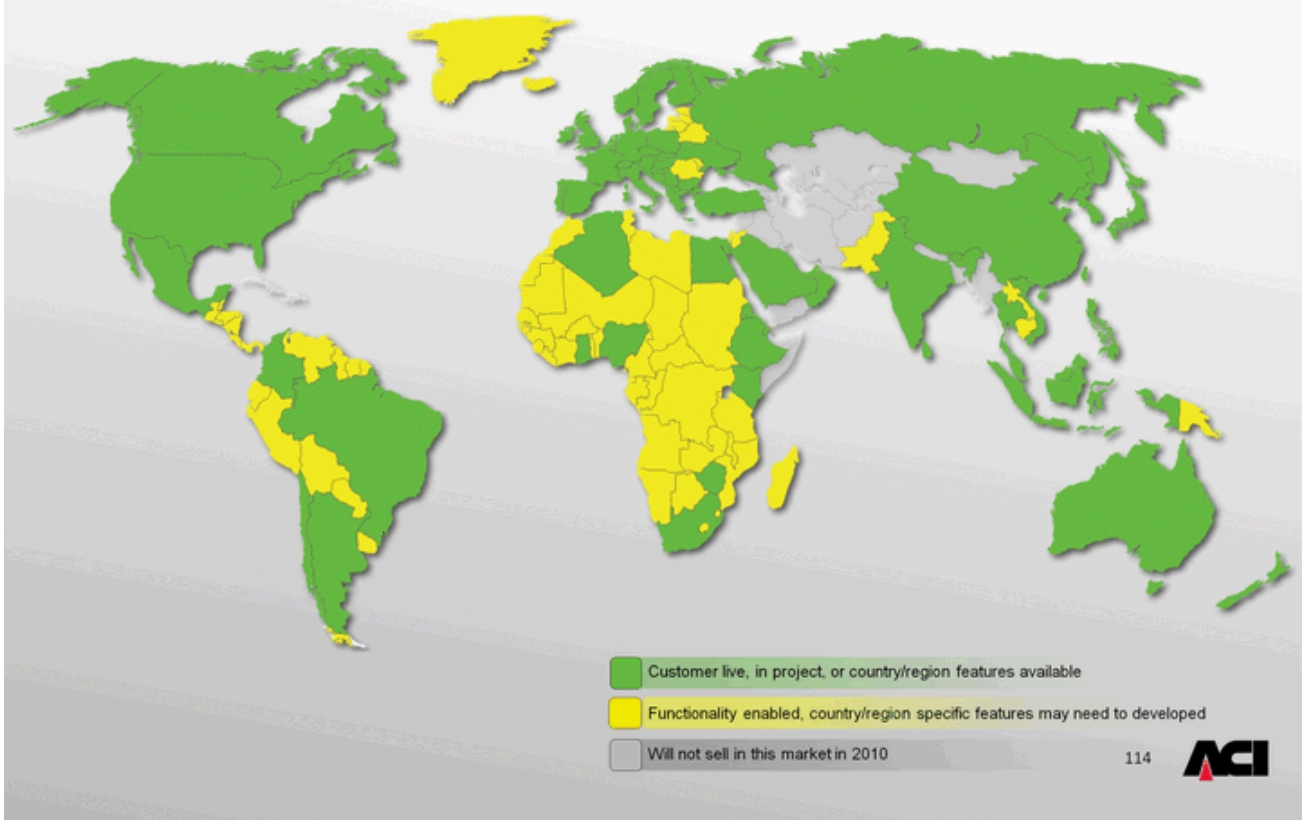 Customer live, in project, or country/region features available
Functionality enabled, country/region specific features may need to developed
Will not sell in this market in 2010
114
ACI